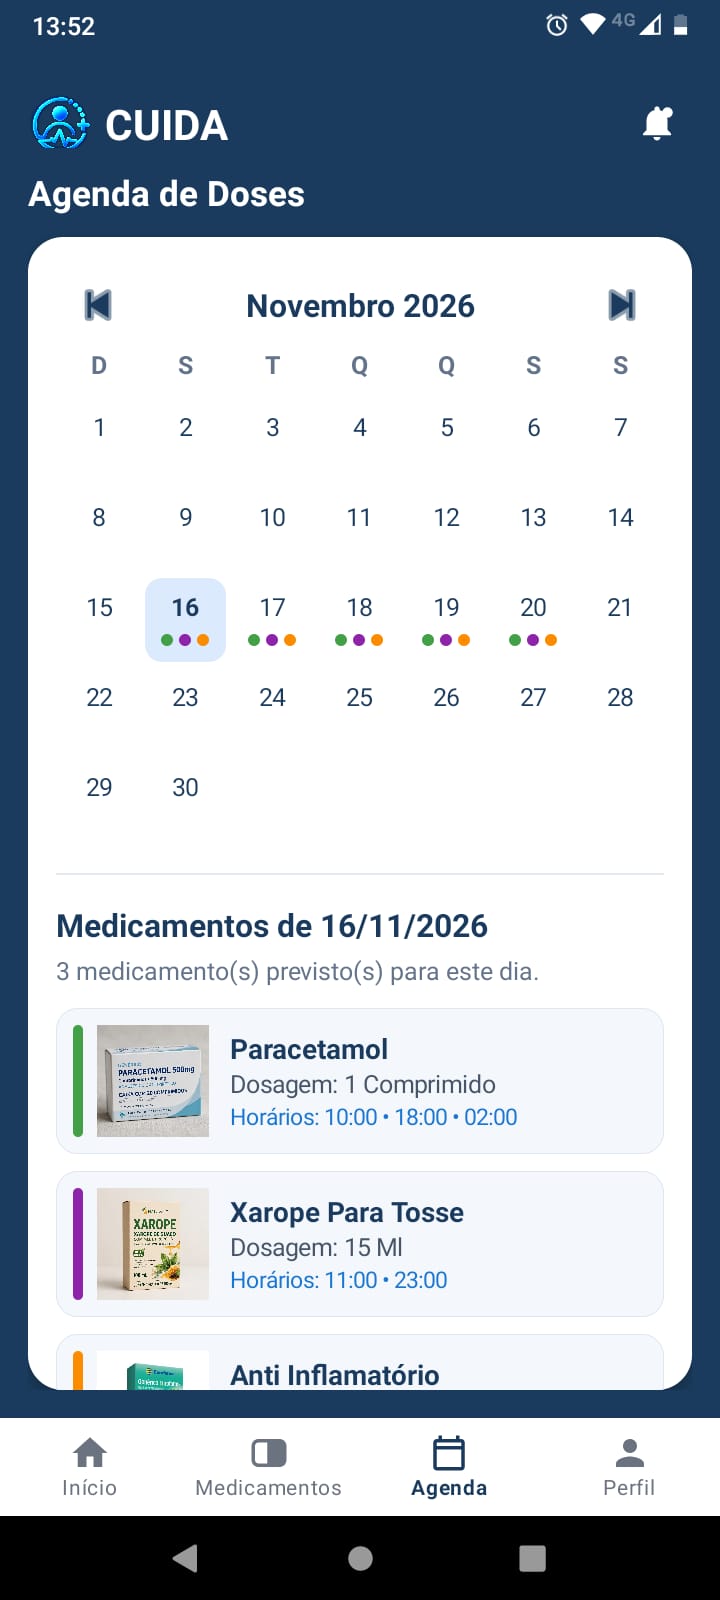 13:52
4G
CUIDA
Agenda de Doses
Novembro 2026
D S T Q Q S S
1 2 3 4 5 6 7
8 9 10 11 12 13 14
15 16 17 18 19 20 21
22 23 24 25 26 27 28
29 30
Medicamentos de 16/11/2026
3 medicamento(s) previsto(s) para este dia.
PARACETAMOL 500mg
Paracetamol
Dosagem: 1 Comprimido
Horários: 10:00 • 18:00 • 02:00
XAROPE
Xarope Para Tosse
Dosagem: 15 Ml
Horários: 11:00 • 23:00
Anti Inflamatório
Início Medicamentos Agenda Perfil